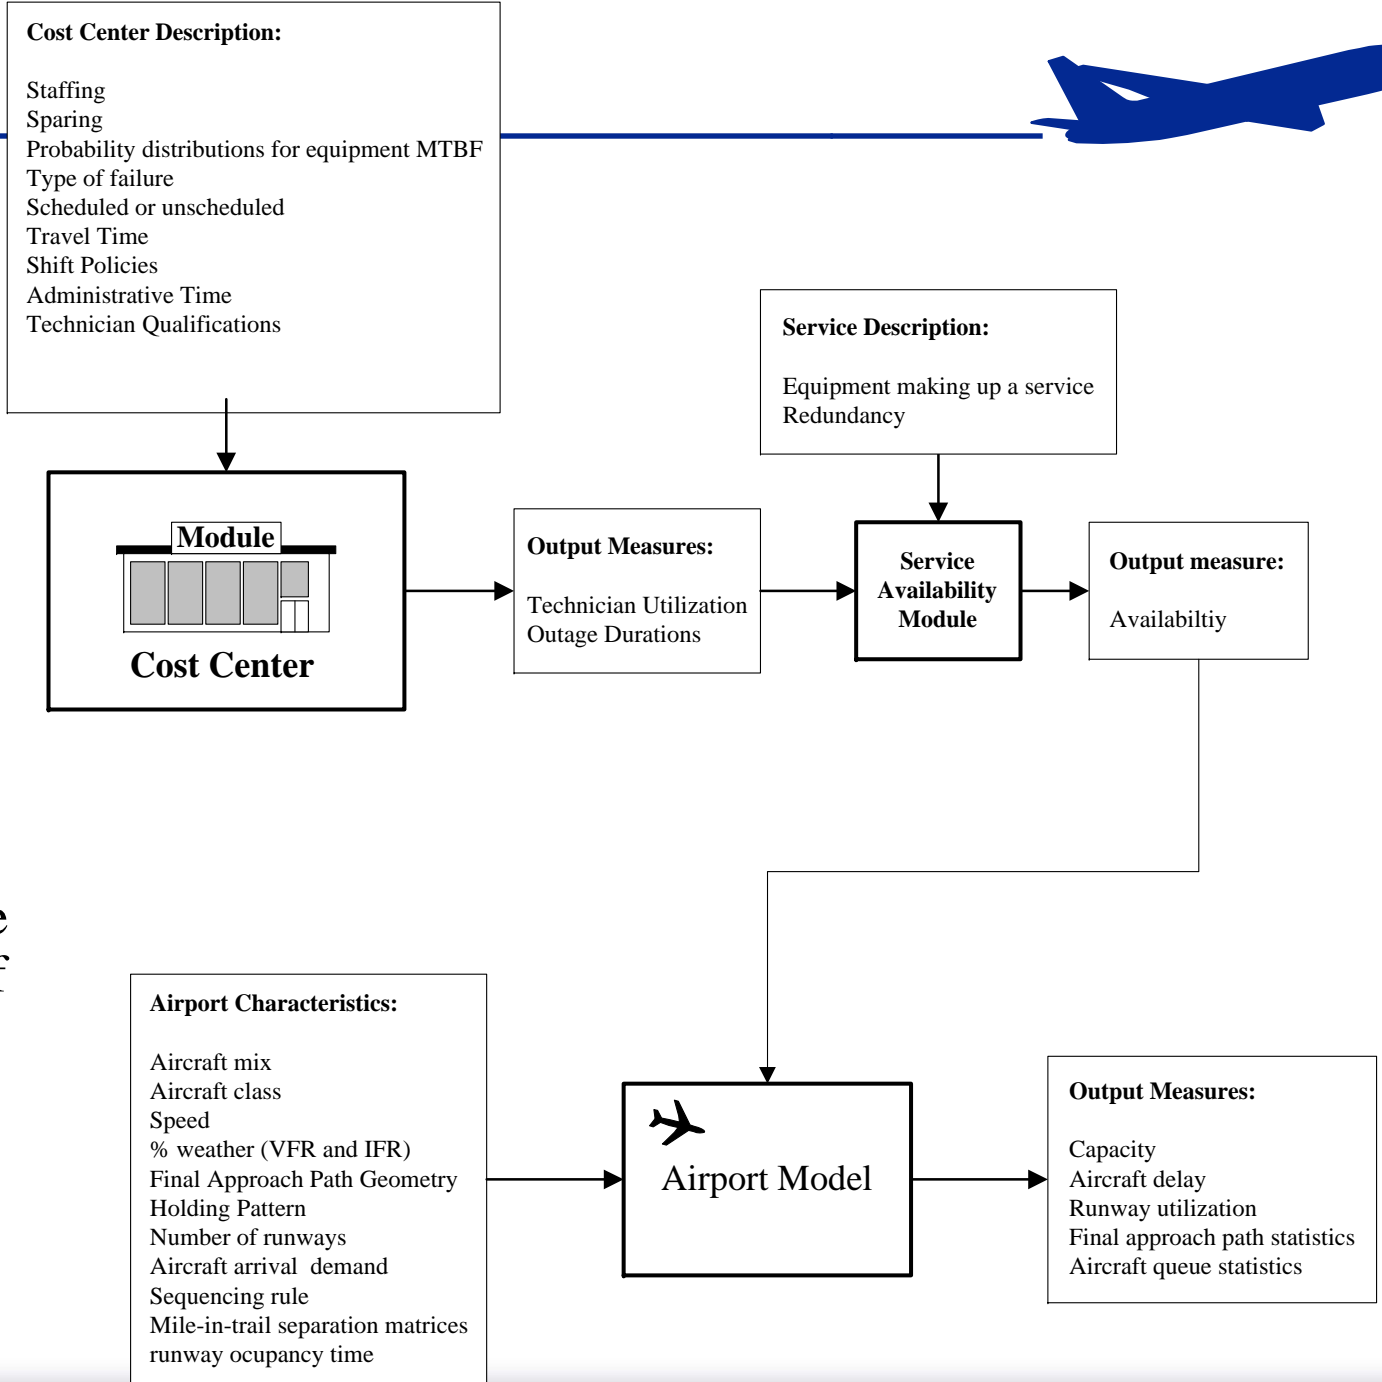 Cost Center Description:
Staffing
Sparing
Probability distributions for equipment MTBF
Type of failure
Scheduled or unscheduled
Travel Time
Shift Policies
Administrative Time
Technician Qualifications
Service Description:
Equipment making up a service
Redundancy
Module
Cost Center
Output Measures:
Technician Utilization
Outage Durations
Service
Availability
Module
Output measure:
Availabiltiy
e
f
Airport Characteristics:
Aircraft mix
Aircraft class
Speed
% weather (VFR and IFR)
Final Approach Path Geometry
Holding Pattern
Number of runways
Aircraft arrival  demand
Sequencing rule
Mile-in-trail separation matrices
runway ocupancy time
Airport Model
Output Measures:
Capacity
Aircraft delay
Runway utilization
Final approach path statistics
Aircraft queue statistics